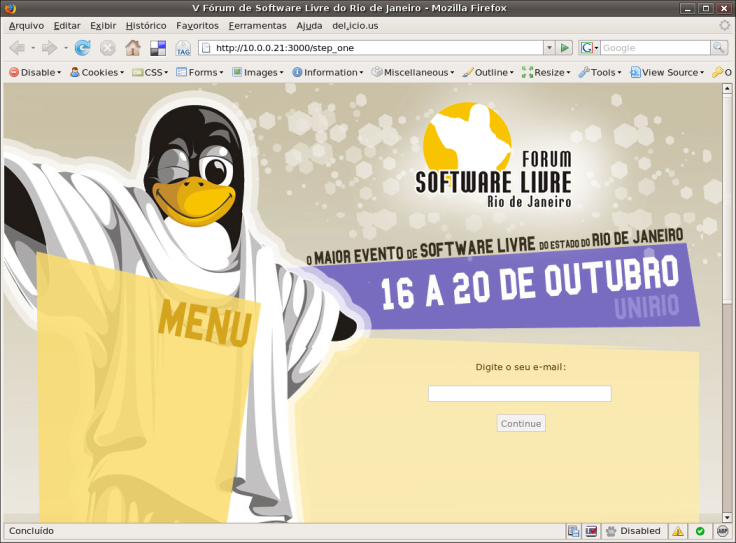 V Fórum de Software Livre do Rio de Janeiro - Mozilla Firefox
Arquivo Editar Exibir Histórico Favoritos Ferramentas Ajuda del.icio.us
TAG http://10.0.0.21:3000/step_one G Google
Disable Cookies CSS Forms Images Information Miscellaneous Outline Resize Tools View Source O
FORUM
SOFTWARE LIVRE
Rio de Janeiro
O MAIOR EVENTO DE SOFTWARE LIVRE DO ESTADO DO RIO DE JANEIRO
16 A 20 DE OUTUBRO
UNIRIO
MENU
Digite o seu e-mail:
Continue
Concluído Disabled ABP